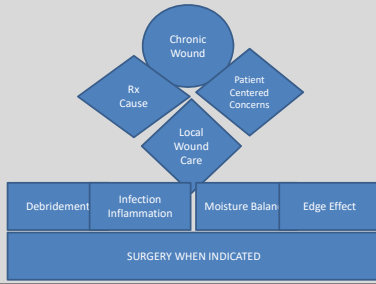 Chronic
Wound
Rx
Cause
Patient
Centered
Concerns
Local
Wound
Care
Debridement
Infection
Inflammation
Moisture Balan
Edge Effect
SURGERY WHEN INDICATED